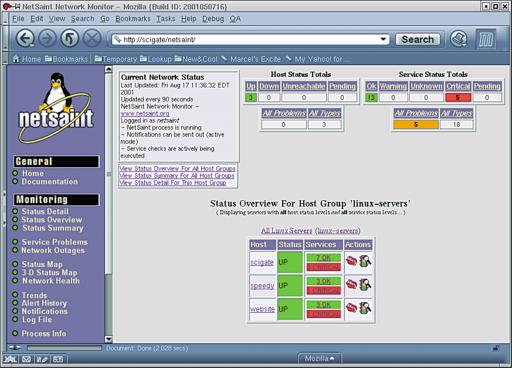 NetSaint Network Monitor - Mozilla {Build ID: 2001050716}
File Edit View Search Go Bookmarks Tasks Help Debug QA
http://scigate/netsaint/
Search
Home Bookmarks Temporary Lookup New&Cool Marcel's Excite My Yahoo! for...
netsaint
General
Home
Documentation
Monitoring
Status Detail
Status Overview
Status Summary
Service Problems
Network Outages
Status Map
3-D Status Map
Network Health
Trends
Alert History
Notifications
Log File
Process Info
Current Network Status
Last Updated: Fri Aug 17 11:36:32 EDT
2001
Updated every 90 seconds
NetSaint Network Monitor -
www.netsaint.org
Logged in as netsaint
- NetSaint process is running
- Notifications can be sent out (active
mode)
- Service checks are actively being
executed
View Status Overview For All Host Groups
View Status Summary For All Host Groups
View Status Detail For This Host Group
Host Status Totals
Up Down Unreachable Pending
3 0 0 0
All Problems All Types
0 3
Service Status Totals
Ok Warning Unknown Critical Pending
13 0 0 5 0
All Problems All Types
5 18
Status Overview For Host Group 'linux-servers'
( Displaying services with all host status levels and all service status levels... )
All Linux Servers (linux-servers)
Host Status Services Actions
scigate UP 7 OK
CRITICAL
speedy UP 3 OK
CRITICAL
website UP 3 OK
CRITICAL
Document: Done (2.028 secs)
Mozilla